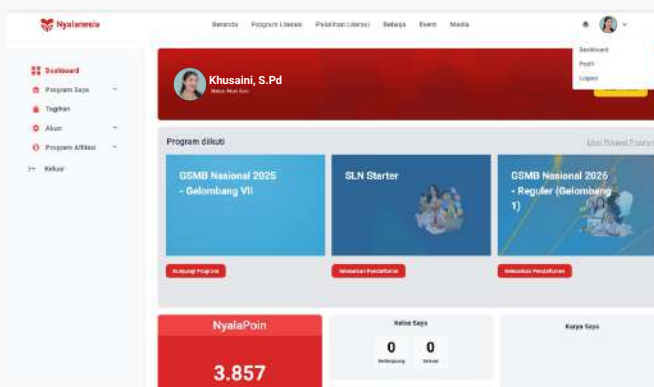 Nyalanesia
Beranda Program Literasi Pelatihan Literasi Belanja Event Media
Dashboard
Profil
Logout
Dashboard
Program Saya
Tagihan
Akun
Program Afiliasi
Keluar
Khusaini, S.Pd
Program diikuti
GSMB Nasional 2025
- Gelombang VII
SLN Starter
GSMB Nasional 2026
- Reguler (Gelombang
1)
Kunjungi Program
Selesaikan Pendaftaran
Selesaikan Pendaftaran
NyalaPoin
3.857
Kelas Saya
0 0
Berlangsung Selesai
Karya Saya